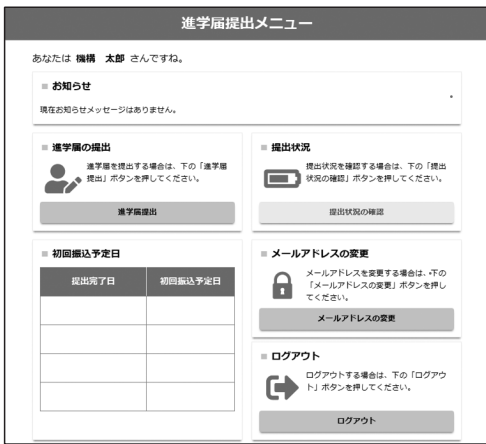 進学届提出メニュー
あなたは 機構　太郎 さんですね。
お知らせ
現在お知らせメッセージはありません。
進学届の提出
進学届を提出する場合は、下の「進学届
提出」ボタンを押してください。
進学届提出
提出状況
提出状況を確認する場合は、下の「提出
状況の確認」ボタンを押してください。
提出状況の確認
初回振込予定日
提出完了日
初回振込予定日
メールアドレスの変更
メールアドレスを変更する場合は、下の
「メールアドレスの変更」ボタンを押し
てください。
メールアドレスの変更
ログアウト
ログアウトする場合は、下の「ログアウ
ト」ボタンを押してください。
ログアウト